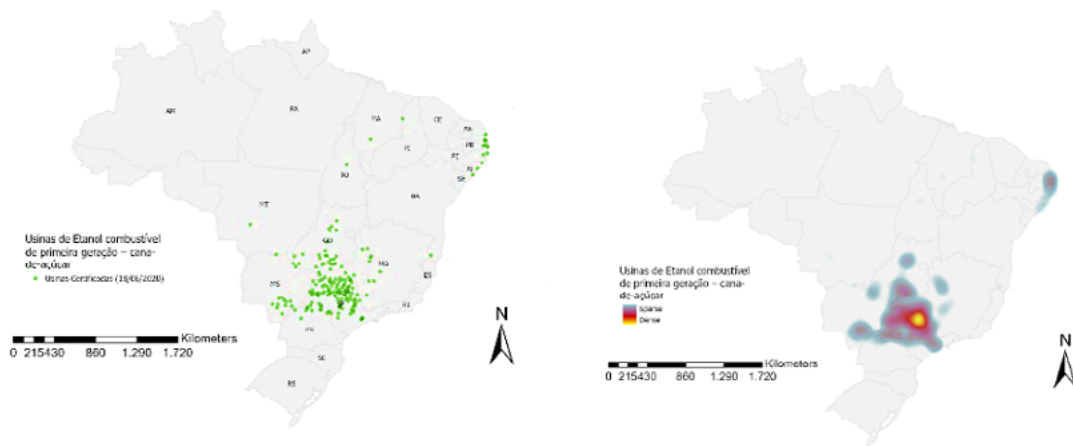 AP
AM
PA
MA
CE
RN
PB
PI
PE
AL
SE
TO
BA
MT
GO
MG
ES
MS
SP
RJ
PR
SC
RS
Usinas de Etanol combustível
de primeira geração – cana-
de-açúcar
Usinas Certificadas (18/06/2020)
Kilometers
0 215430 860 1.290 1.720
N
Usinas de Etanol combustível
de primeira geração – cana-
de-açúcar
Sparse
Dense
Kilometers
0 215430 860 1.290 1.720
N